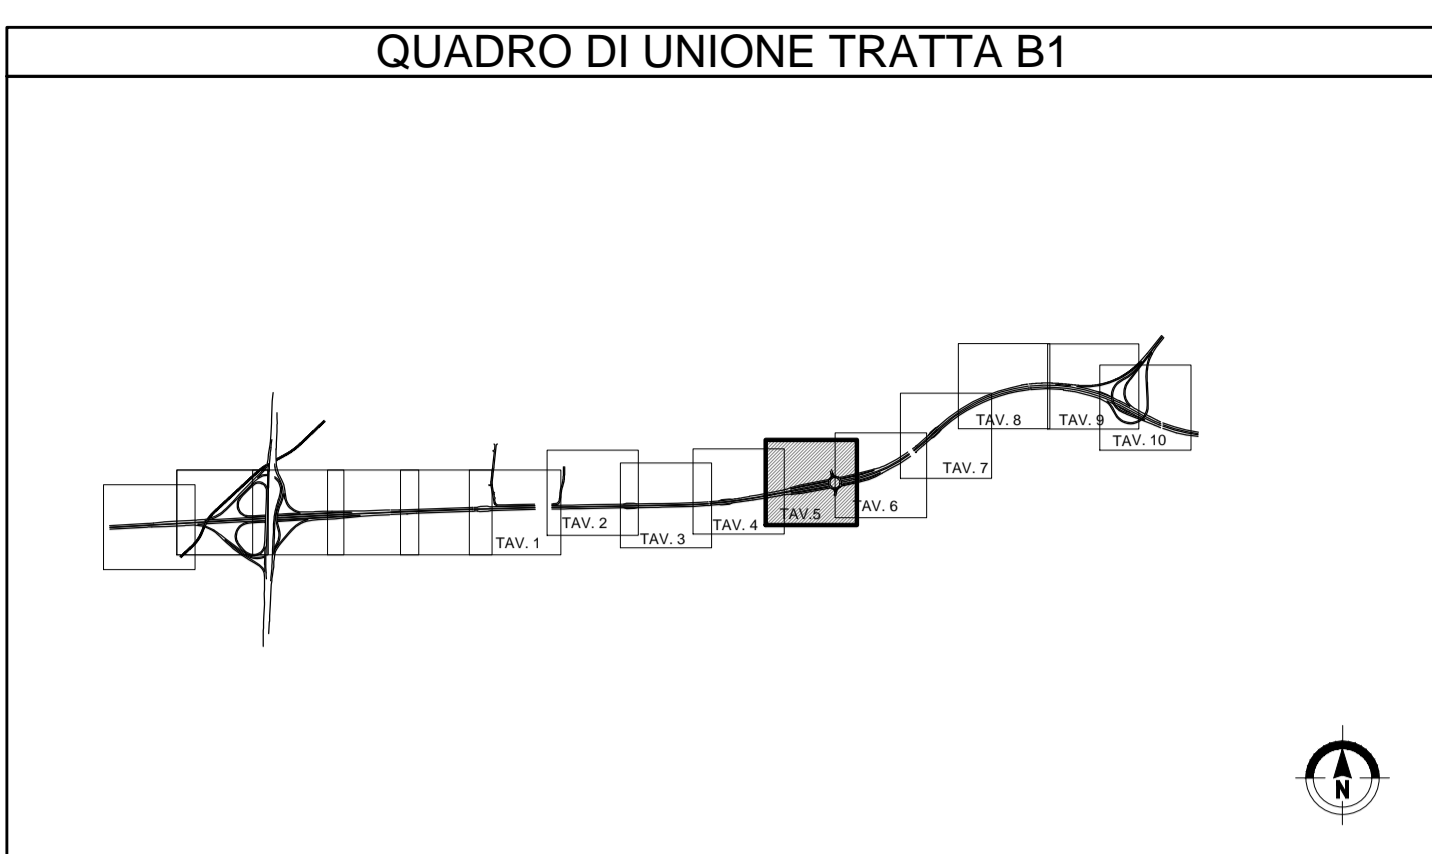 QUADRO DI UNIONE TRATTA B1
TAV. 1
TAV. 2
TAV. 3
TAV. 4
TAV.5
TAV. 6
TAV. 7
TAV. 8
TAV. 9
TAV. 10
N